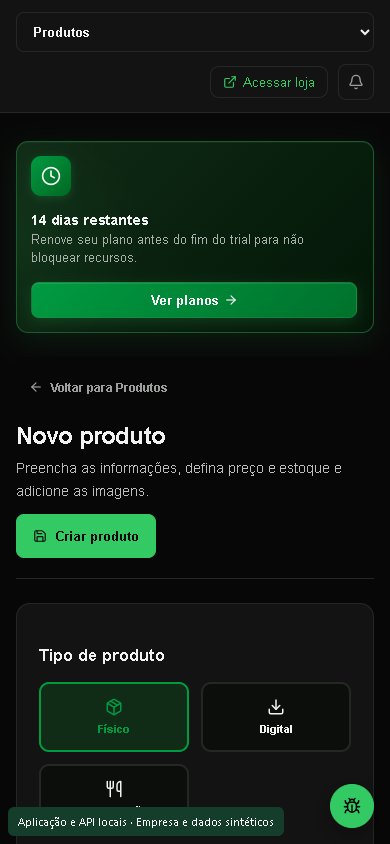 Produtos
Acessar loja
14 dias restantes
Renove seu plano antes do fim do trial para não
bloquear recursos.
Ver planos →
← Voltar para Produtos
Novo produto
Preencha as informações, defina preço e estoque e
adicione as imagens.
Criar produto
Tipo de produto
Físico
Digital
Aplicação e API locais · Empresa e dados sintéticos